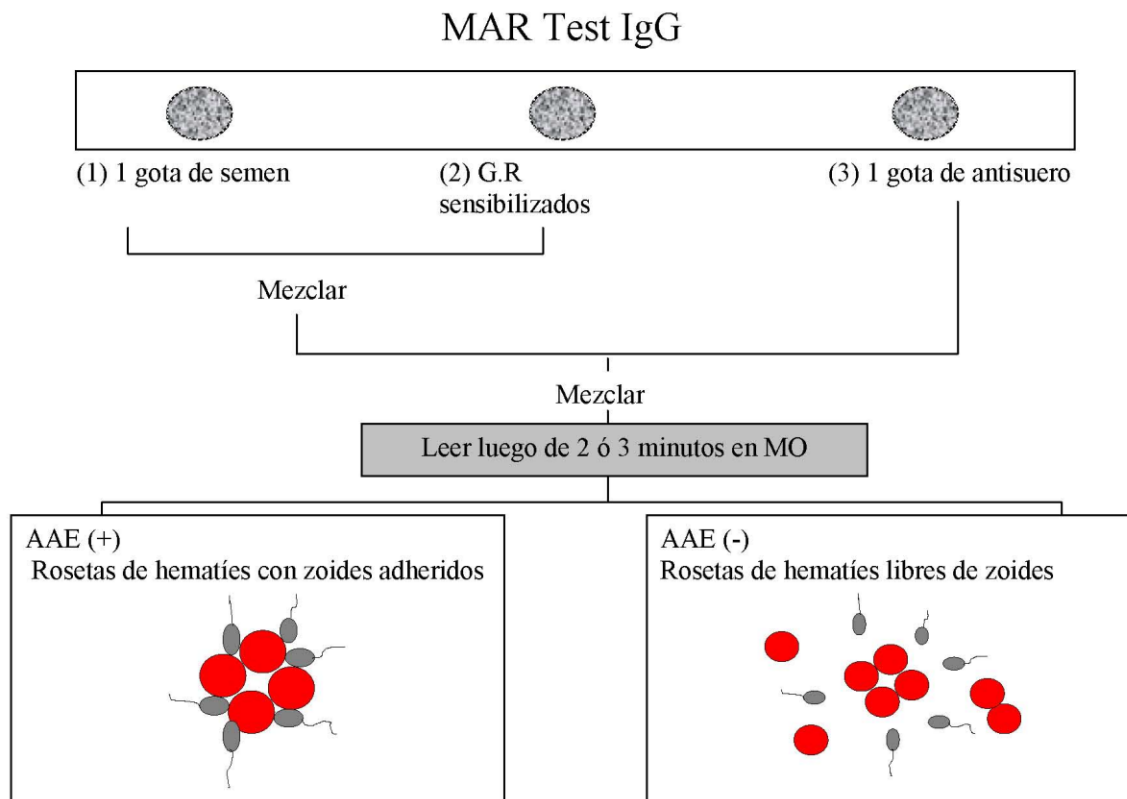 MAR Test IgG
(1) 1 gota de semen
(2) G.R
sensibilizados
(3) 1 gota de antisuero
Mezclar
Mezclar
Leer luego de 2 ó 3 minutos en MO
AAE (+)
Rosetas de hematíes con zoides adheridos
AAE (-)
Rosetas de hematíes libres de zoides